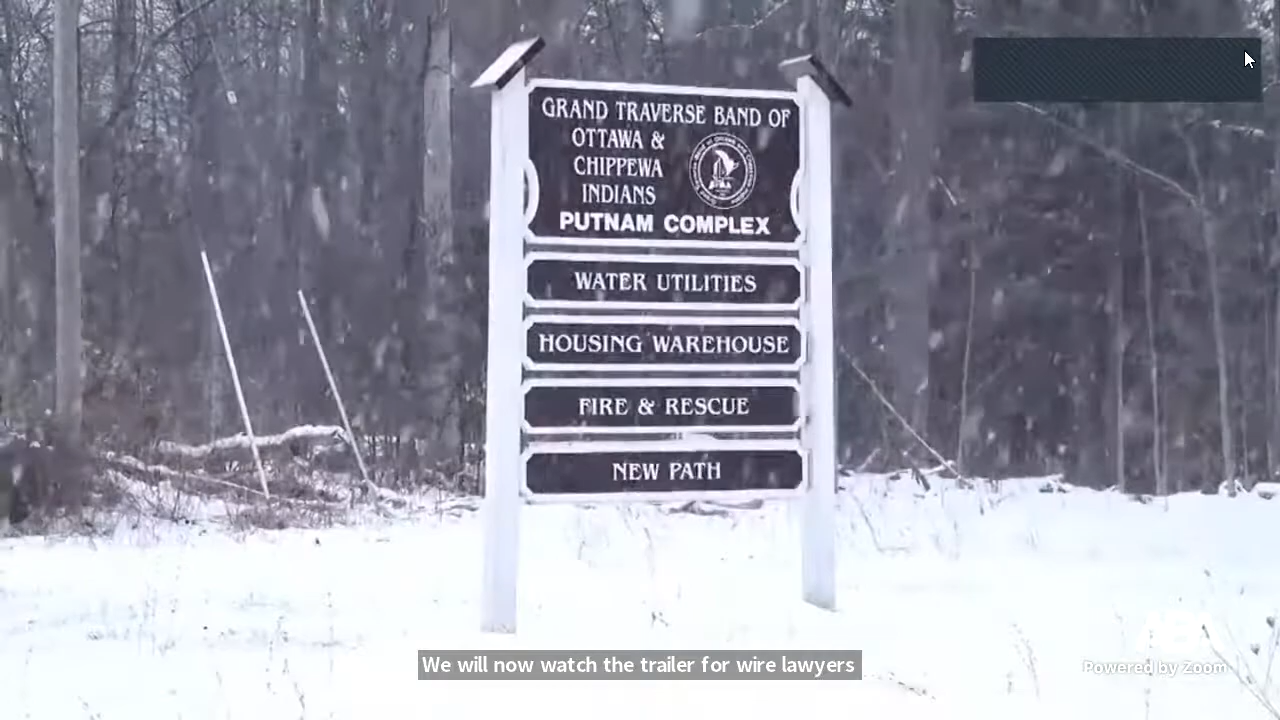 GRAND TRAVERSE BAND OF
OTTAWA &
CHIPPEWA
INDIANS
PUTNAM COMPLEX
WATER UTILITIES
HOUSING WAREHOUSE
FIRE & RESCUE
NEW PATH
We will now watch the trailer for wire lawyers
Powered by Zoom